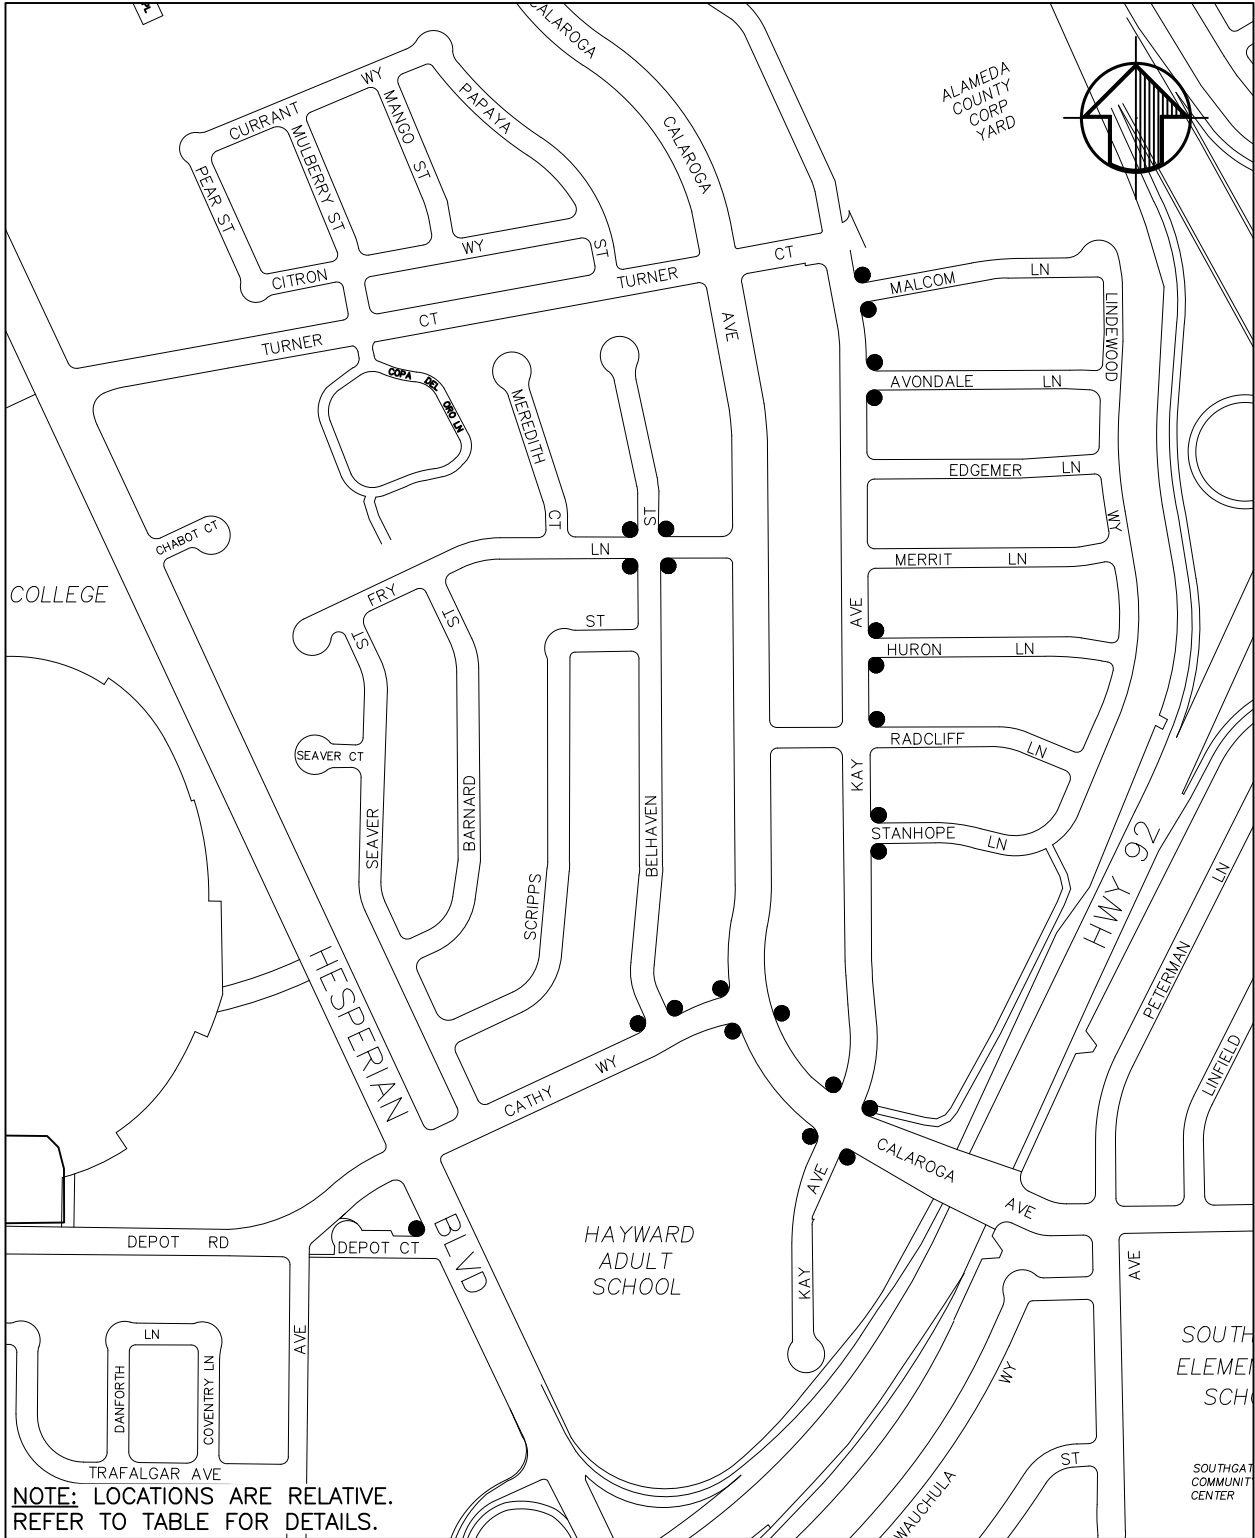 CALAROGA
ALAMEDA
COUNTY
CORP
YARD
CURRANT
WY
MULBERRY ST
MANGO ST
PAPAYA
ST
CALAROGA
PEAR ST
CITRON
WY
TURNER
CT
TURNER
CT
MALCOM LN
LINDEWOOD
WY
AVE
COPA DEL
ORO LN
MEREDITH
CT
AVONDALE LN
EDGEMER LN
CHABOT CT
LN
ST
MERRIT LN
COLLEGE
FRY
ST
ST
ST
AVE
HURON LN
SEAVER CT
RADCLIFF LN
KAY
SEAVER
BARNARD
BELHAVEN
STANHOPE LN
SCRIPPS
HWY 92
LN
PETERMAN
HESPERIAN
LINFIELD
CATHY WY
CALAROGA
AVE
AVE
KAY
DEPOT RD
DEPOT CT
BLVD
HAYWARD
ADULT
SCHOOL
AVE
AVE
LN
DANFORTH
COVENTRY LN
TRAFALGAR AVE
WY
WAUCHULA
ST
SOUTH
ELEMEN
SCH
SOUTHGAT
COMMUNIT
CENTER
NOTE: LOCATIONS ARE RELATIVE.
REFER TO TABLE FOR DETAILS.